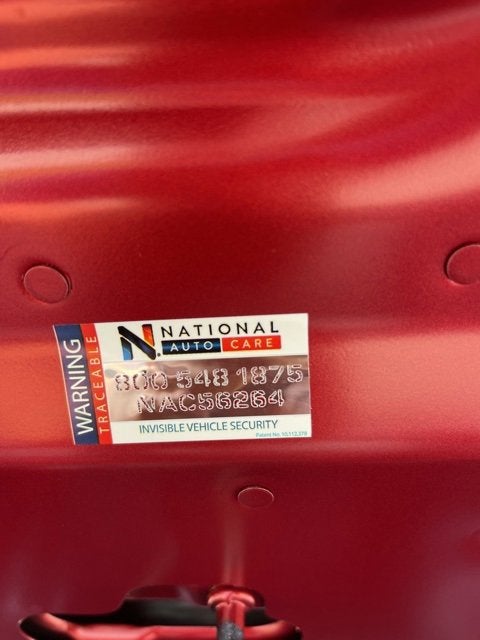 WARNING
TRACEABLE
N.
NATIONAL
AUTO CARE
800 548 1875
NAC56264
INVISIBLE VEHICLE SECURITY
Patent No. 10,112,370